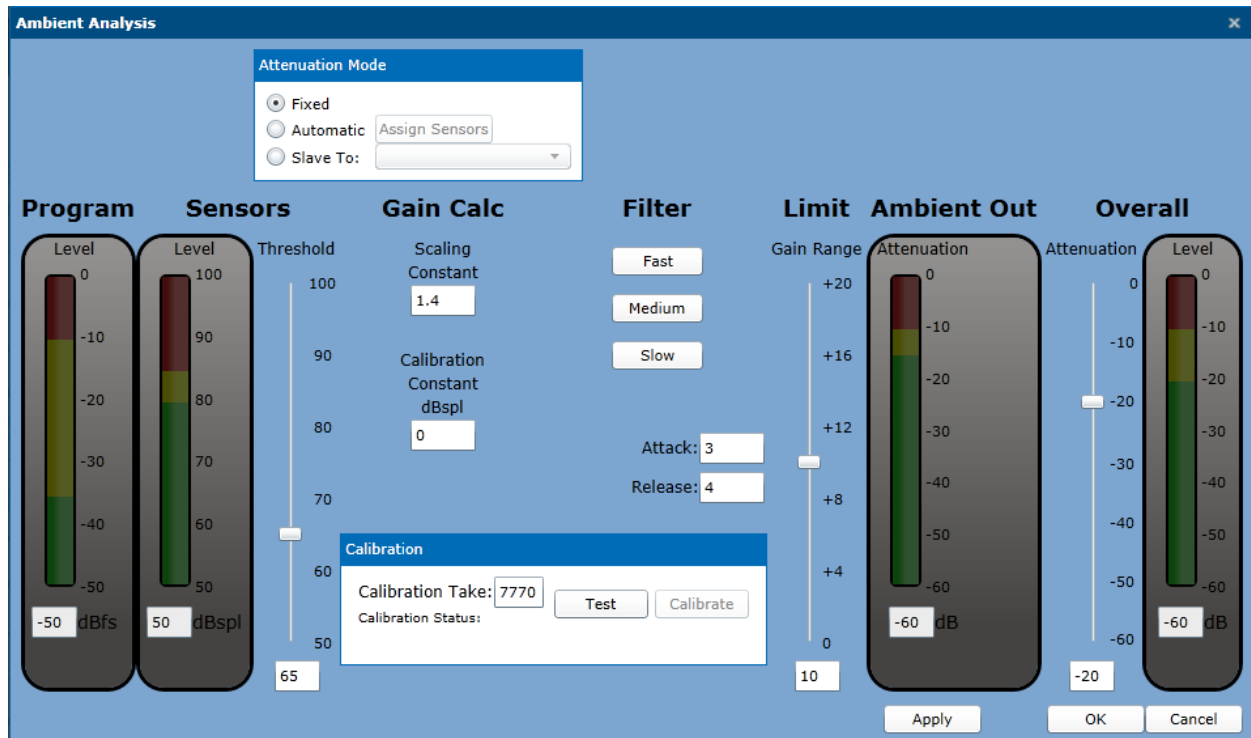 Ambient Analysis
×
Attenuation Mode
Fixed
Automatic Assign Sensors
Slave To:
Program Sensors Gain Calc Filter Limit Ambient Out Overall
Level
0
-10
-20
-30
-40
-50
-50 dBfs
Level
100
90
80
70
60
50
50 dBspl
Threshold
100
90
80
70
60
50
65
Scaling
Constant
1.4
Calibration
Constant
dBspl
0
Fast
Medium
Slow
Attack: 3
Release: 4
Calibration
Calibration Take: 7770 Test Calibrate
Calibration Status:
Gain Range
+20
+16
+12
+8
+4
0
10
Attenuation
0
-10
-20
-30
-40
-50
-60
-60 dB
Attenuation
0
-10
-20
-30
-40
-50
-60
-20
Level
0
-10
-20
-30
-40
-50
-60
-60 dB
Apply OK Cancel